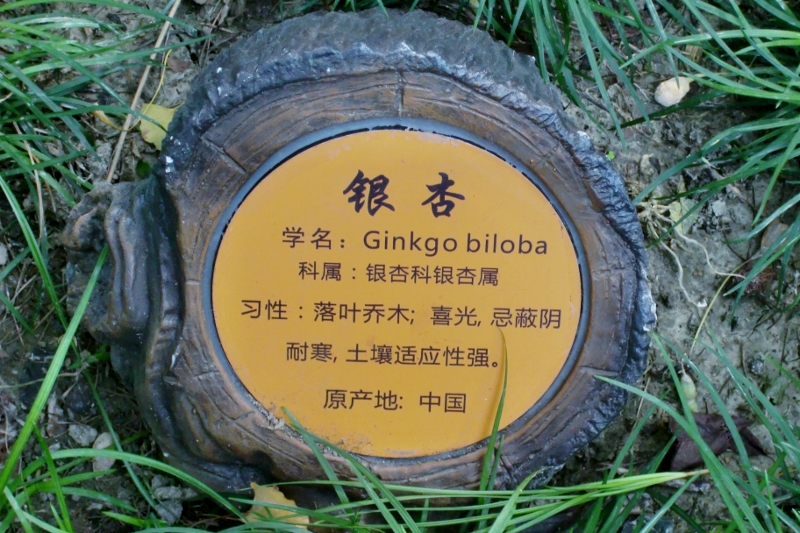 银杏
学名：Ginkgo biloba
科属：银杏科银杏属
习性：落叶乔木; 喜光, 忌蔽阴
耐寒, 土壤适应性强。
原产地: 中国